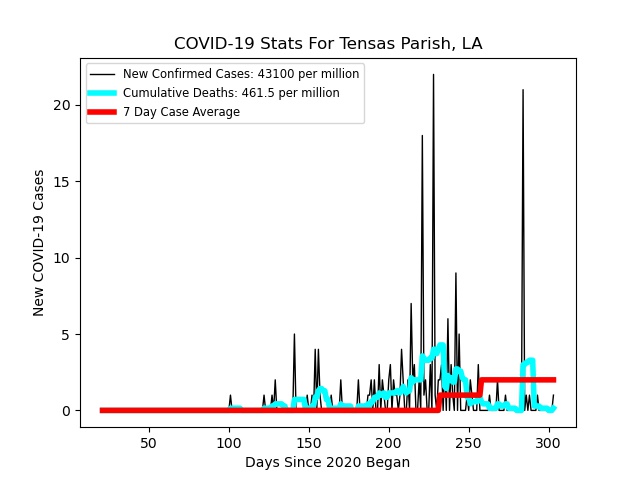 COVID-19 Stats For Tensas Parish, LA
New Confirmed Cases: 43100 per million
Cumulative Deaths: 461.5 per million
7 Day Case Average
New COVID-19 Cases
20
15
10
5
0
50 100 150 200 250 300
Days Since 2020 Began